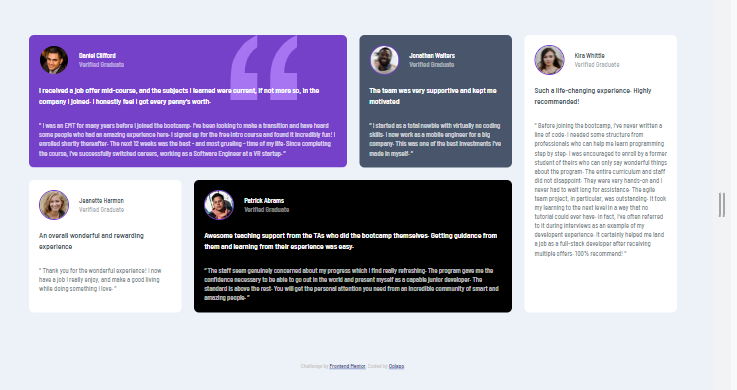 Daniel Clifford
Verified Graduate
I received a job offer mid-course, and the subjects I learned were current, if not more so, in the
company I joined. I honestly feel I got every penny's worth.
" I was an EMT for many years before I joined the bootcamp. I've been looking to make a transition and have heard
some people who had an amazing experience here. I signed up for the free intro course and found it incredibly fun! I
enrolled shortly thereafter. The next 12 weeks was the best - and most grueling - time of my life. Since completing
the course, I've successfully switched careers, working as a Software Engineer at a VR startup. "
Jonathan Walters
Verified Graduate
The team was very supportive and kept me
motivated
" I started as a total newbie with virtually no coding
skills. I now work as a mobile engineer for a big
company. This was one of the best investments I've
made in myself. "
Kira Whittle
Verified Graduate
Such a life-changing experience. Highly
recommended!
" Before joining the bootcamp, I've never written a
line of code. I needed some structure from
professionals who can help me learn programming
step by step. I was encouraged to enroll by a former
student of theirs who can only say wonderful things
about the program. The entire curriculum and staff
did not disappoint. They were very hands-on and I
never had to wait long for assistance. The agile
team project, in particular, was outstanding. It took
my learning to the next level in a way that no
tutorial could ever have. In fact, I've often referred
to it during interviews as an example of my
development experience. It certainly helped me land
a job as a full-stack developer after receiving
multiple offers. 100% recommend! "
Jeanette Harmon
Verified Graduate
An overall wonderful and rewarding
experience
" Thank you for the wonderful experience! I now
have a job I really enjoy, and make a good living
while doing something I love. "
Patrick Abrams
Verified Graduate
Awesome teaching support from the TAs who did the bootcamp themselves. Getting guidance from
them and learning from their experience was easy.
" The staff seem genuinely concerned about my progress which I find really refreshing. The program gave me the
confidence necessary to be able to go out in the world and present myself as a capable junior developer. The
standard is above the rest. You will get the personal attention you need from an incredible community of smart and
amazing people. "
Challenge by Frontend Mentor. Coded by Dolapo